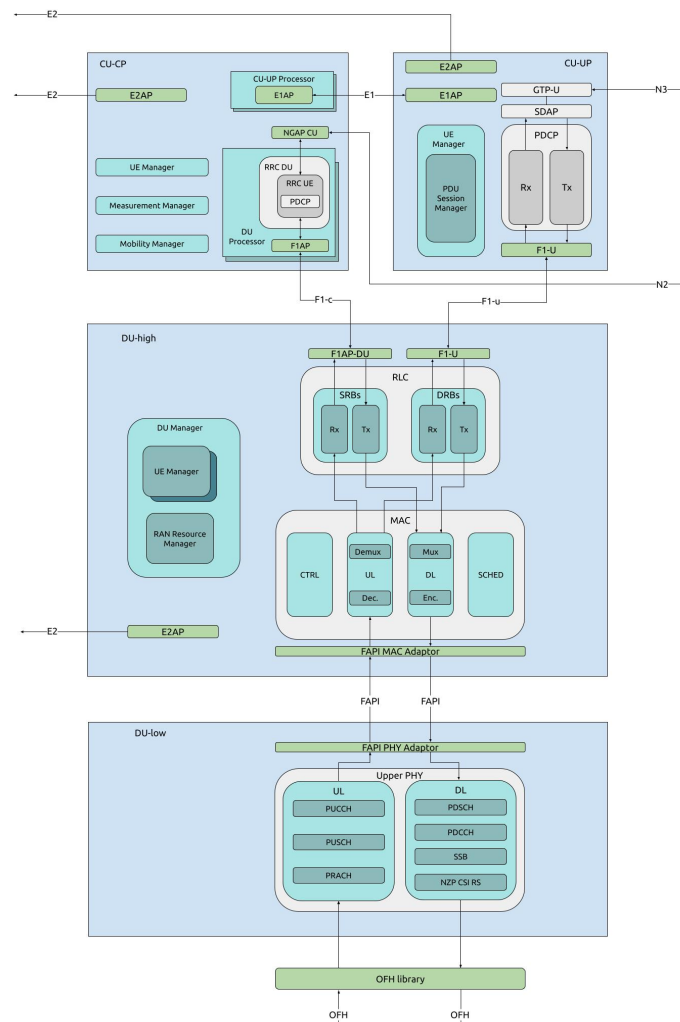 E2
CU-CP
CU-UP
E2AP
CU-UP Processor
E1AP
E2
E2AP
E1
E1AP
GTP-U
N3
SDAP
NGAP CU
UE
Manager
PDCP
UE Manager
RRC DU
RRC UE
PDCP
PDU
Session
Manager
Rx
Tx
Measurement Manager
DU
Processor
Mobility Manager
F1AP
F1-U
N2
F1-c
F1-u
DU-high
F1AP-DU
F1-U
RLC
SRBs
DRBs
DU Manager
Rx
Tx
Rx
Tx
UE Manager
RAN Resource
Manager
MAC
Demux
Mux
CTRL
UL
DL
SCHED
Dec.
Enc.
E2
E2AP
FAPI MAC Adaptor
FAPI
FAPI
DU-low
FAPI PHY Adaptor
Upper PHY
UL
DL
PUCCH
PDSCH
PDCCH
PUSCH
SSB
PRACH
NZP CSI RS
OFH library
OFH
OFH